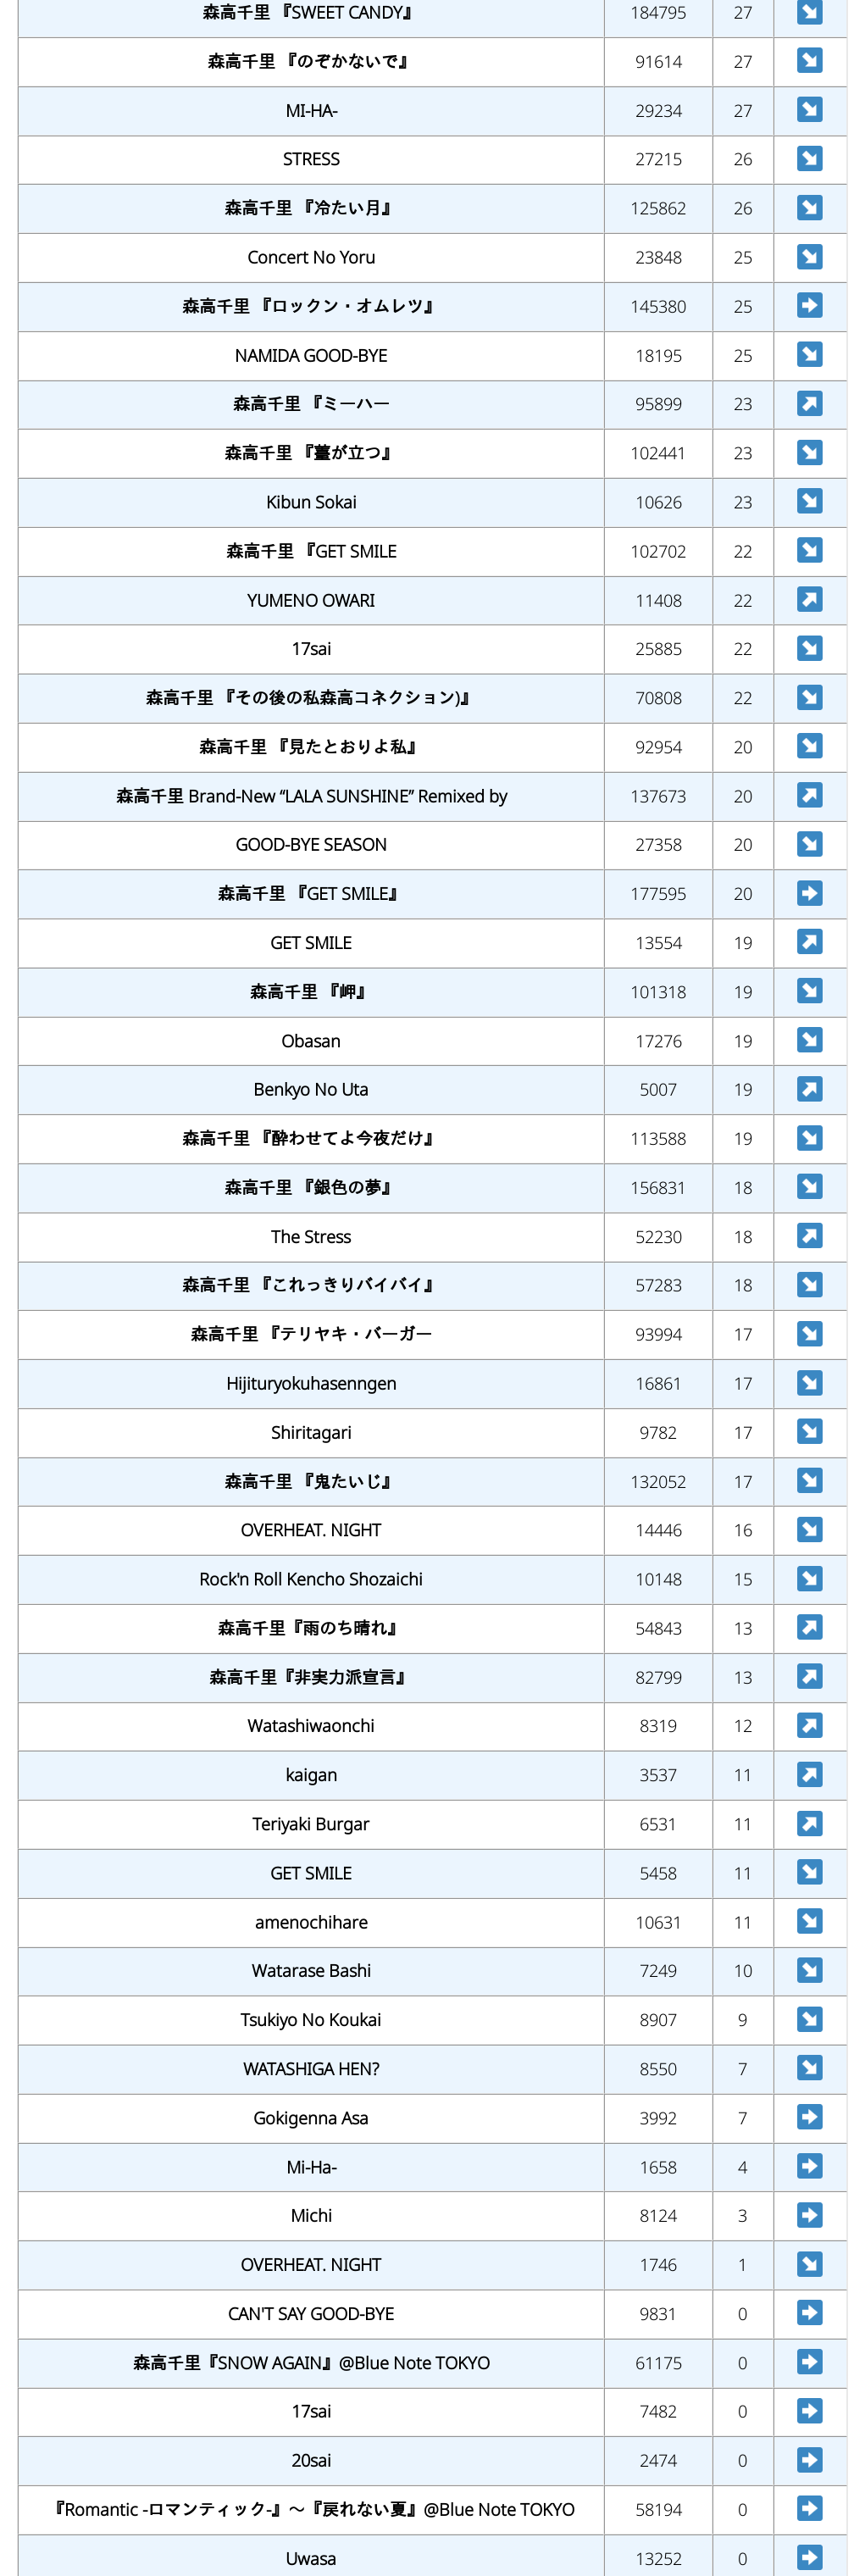 森高千里 『SWEET CANDY』 184795 27
森高千里 『のぞかないで』 91614 27
MI-HA- 29234 27
STRESS 27215 26
森高千里 『冷たい月』 125862 26
Concert No Yoru 23848 25
森高千里 『ロックン・オムレツ』 145380 25
NAMIDA GOOD-BYE 18195 25
森高千里 『ミーハー 95899 23
森高千里 『薹が立つ』 102441 23
Kibun Sokai 10626 23
森高千里 『GET SMILE 102702 22
YUMENO OWARI 11408 22
17sai 25885 22
森高千里 『その後の私森高コネクション)』 70808 22
森高千里 『見たとおりよ私』 92954 20
森高千里 Brand-New “LALA SUNSHINE” Remixed by 137673 20
GOOD-BYE SEASON 27358 20
森高千里 『GET SMILE』 177595 20
GET SMILE 13554 19
森高千里 『岬』 101318 19
Obasan 17276 19
Benkyo No Uta 5007 19
森高千里 『酔わせてよ今夜だけ』 113588 19
森高千里 『銀色の夢』 156831 18
The Stress 52230 18
森高千里 『これっきりバイバイ』 57283 18
森高千里 『テリヤキ・バーガー 93994 17
Hijituryokuhasenngen 16861 17
Shiritagari 9782 17
森高千里 『鬼たいじ』 132052 17
OVERHEAT. NIGHT 14446 16
Rock'n Roll Kencho Shozaichi 10148 15
森高千里『雨のち晴れ』 54843 13
森高千里『非実力派宣言』 82799 13
Watashiwaonchi 8319 12
kaigan 3537 11
Teriyaki Burgar 6531 11
GET SMILE 5458 11
amenochihare 10631 11
Watarase Bashi 7249 10
Tsukiyo No Koukai 8907 9
WATASHIGA HEN? 8550 7
Gokigenna Asa 3992 7
Mi-Ha- 1658 4
Michi 8124 3
OVERHEAT. NIGHT 1746 1
CAN'T SAY GOOD-BYE 9831 0
森高千里『SNOW AGAIN』@Blue Note TOKYO 61175 0
17sai 7482 0
20sai 2474 0
『Romantic -ロマンティック-』～『戻れない夏』@Blue Note TOKYO 58194 0
Uwasa 13252 0